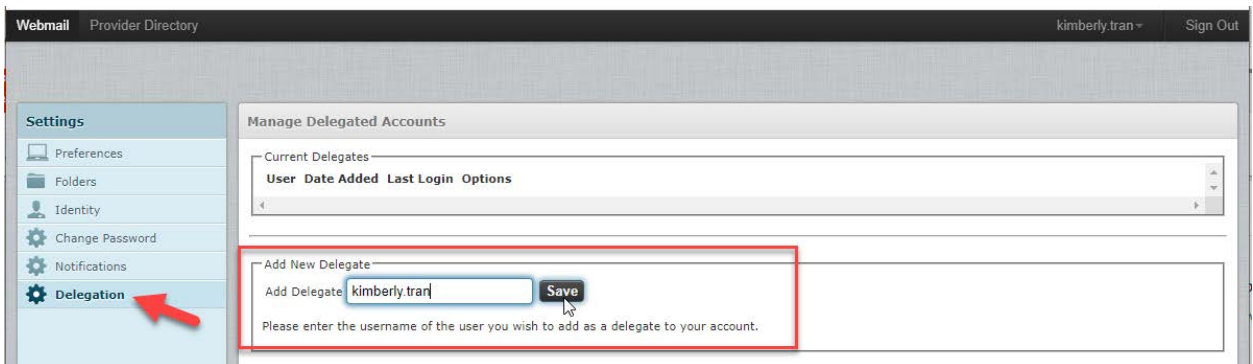 Webmail Provider Directory kimberly.tran Sign Out
Settings
Preferences
Folders
Identity
Change Password
Notifications
Delegation
Manage Delegated Accounts
Current Delegates
User Date Added Last Login Options
Add New Delegate
Add Delegate kimberly.tran Save
Please enter the username of the user you wish to add as a delegate to your account.